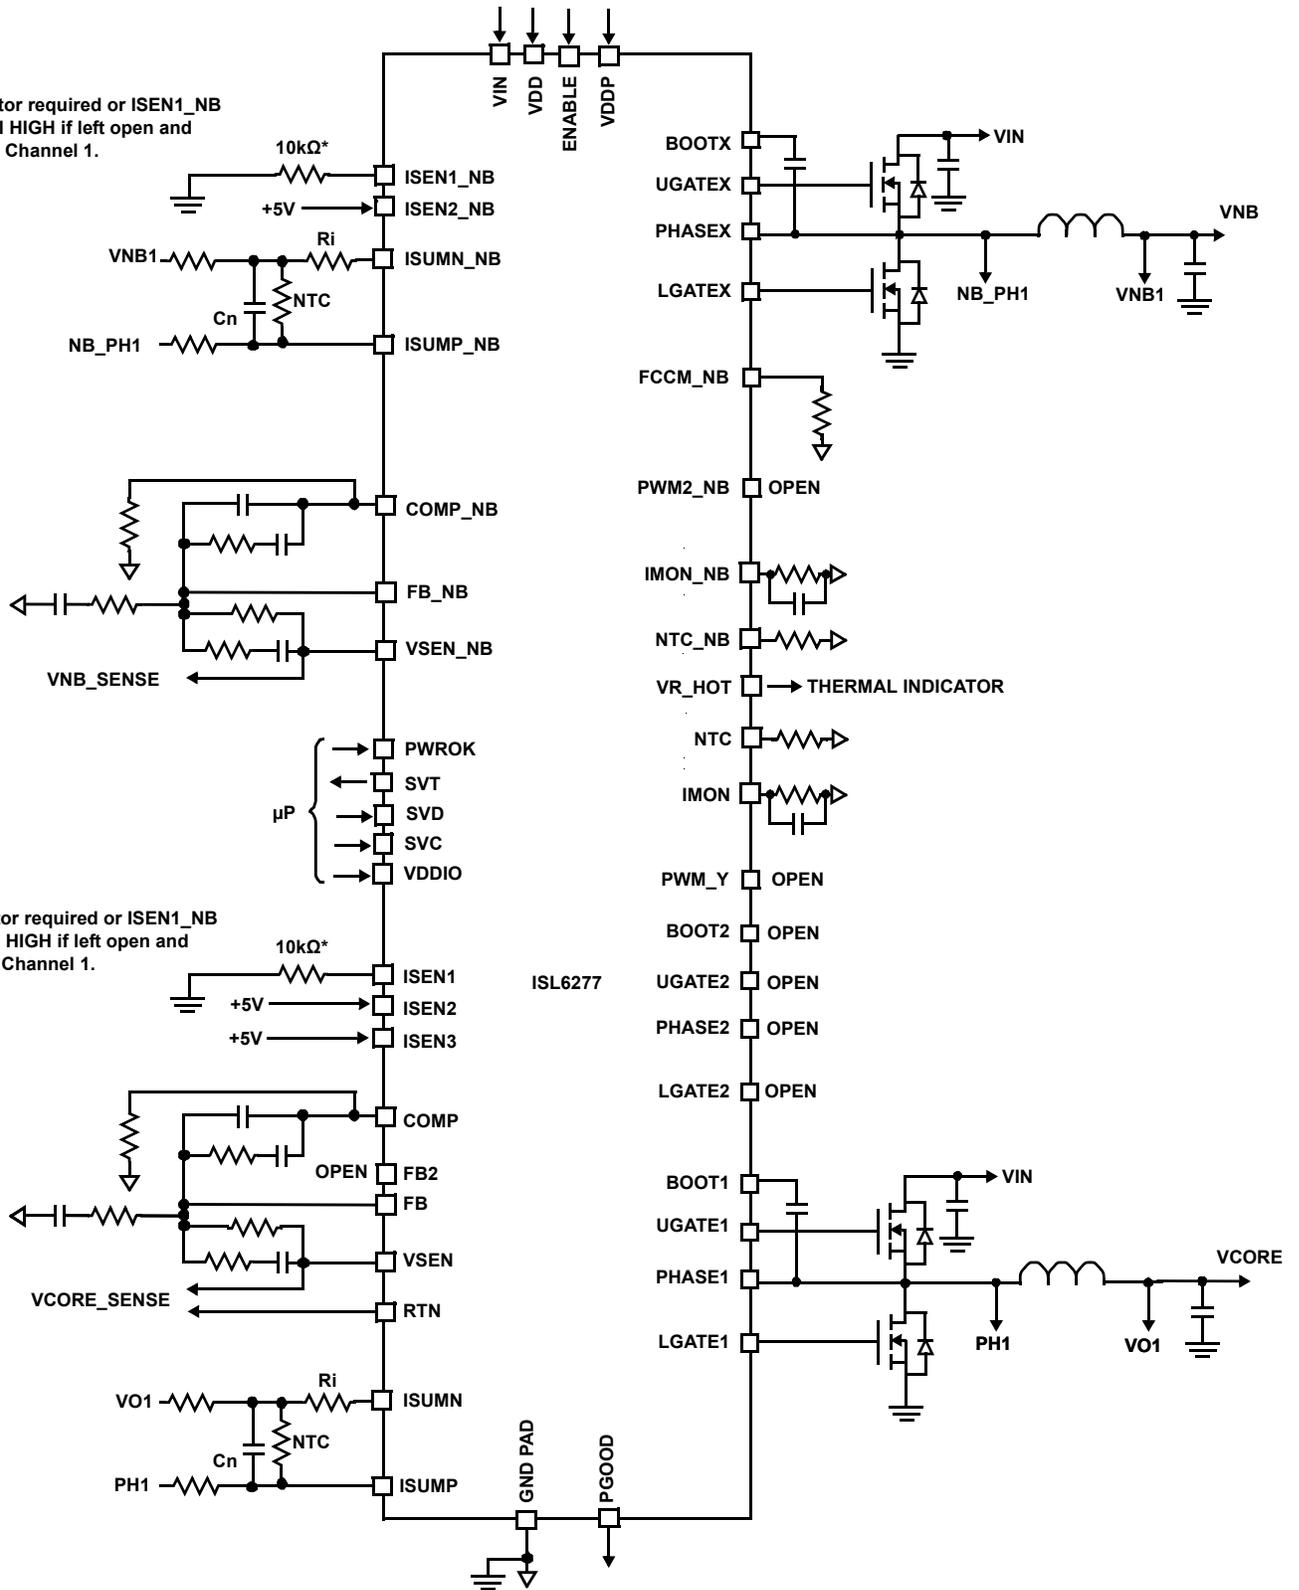 VIN
VDD
ENABLE
VDDP
required or ISEN1_NB
HIGH if left open and
Channel 1.
10kΩ*
ISEN1_NB
+5V
ISEN2_NB
VNB1
Ri
ISUMN_NB
NTC
Cn
NB_PH1
ISUMP_NB
BOOTX
VIN
UGATEX
PHASEX
VNB
LGATEX
NB_PH1
VNB1
FCCM_NB
PWM2_NB
OPEN
COMP_NB
FB_NB
VSEN_NB
VNB_SENSE
IMON_NB
NTC_NB
VR_HOT
THERMAL INDICATOR
NTC
IMON
µP
PWROK
SVT
SVD
SVC
VDDIO
PWM_Y
OPEN
BOOT2
OPEN
UGATE2
OPEN
PHASE2
OPEN
LGATE2
OPEN
required or ISEN1_NB
HIGH if left open and
Channel 1.
10kΩ*
ISEN1
+5V
ISEN2
+5V
ISEN3
ISL6277
COMP
OPEN
FB2
FB
VSEN
VCORE_SENSE
RTN
BOOT1
VIN
UGATE1
PHASE1
VCORE
LGATE1
PH1
VO1
VO1
Ri
ISUMN
NTC
Cn
PH1
ISUMP
GND PAD
PGOOD